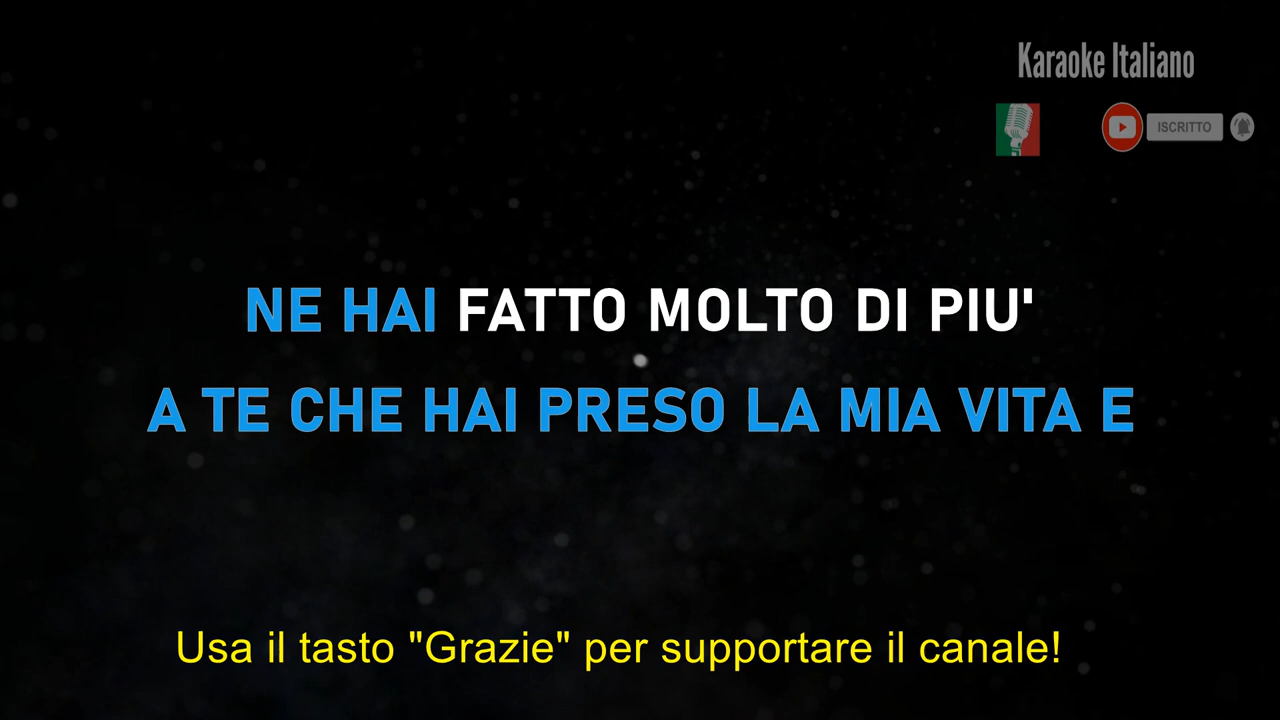 Karaoke Italiano
ISCRITTO
NE HAI FATTO MOLTO DI PIU'
A TE CHE HAI PRESO LA MIA VITA E
Usa il tasto "Grazie" per supportare il canale!